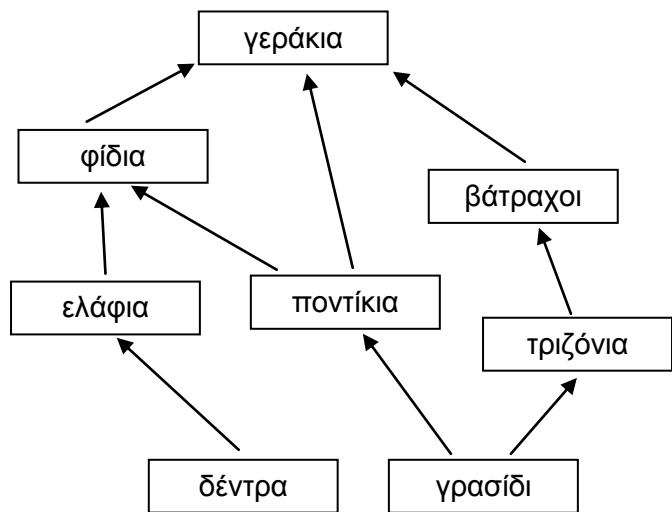 γεράκια
φίδια
βάτραχοι
ελάφια
ποντίκια
τριζόνια
δέντρα
γρασίδι